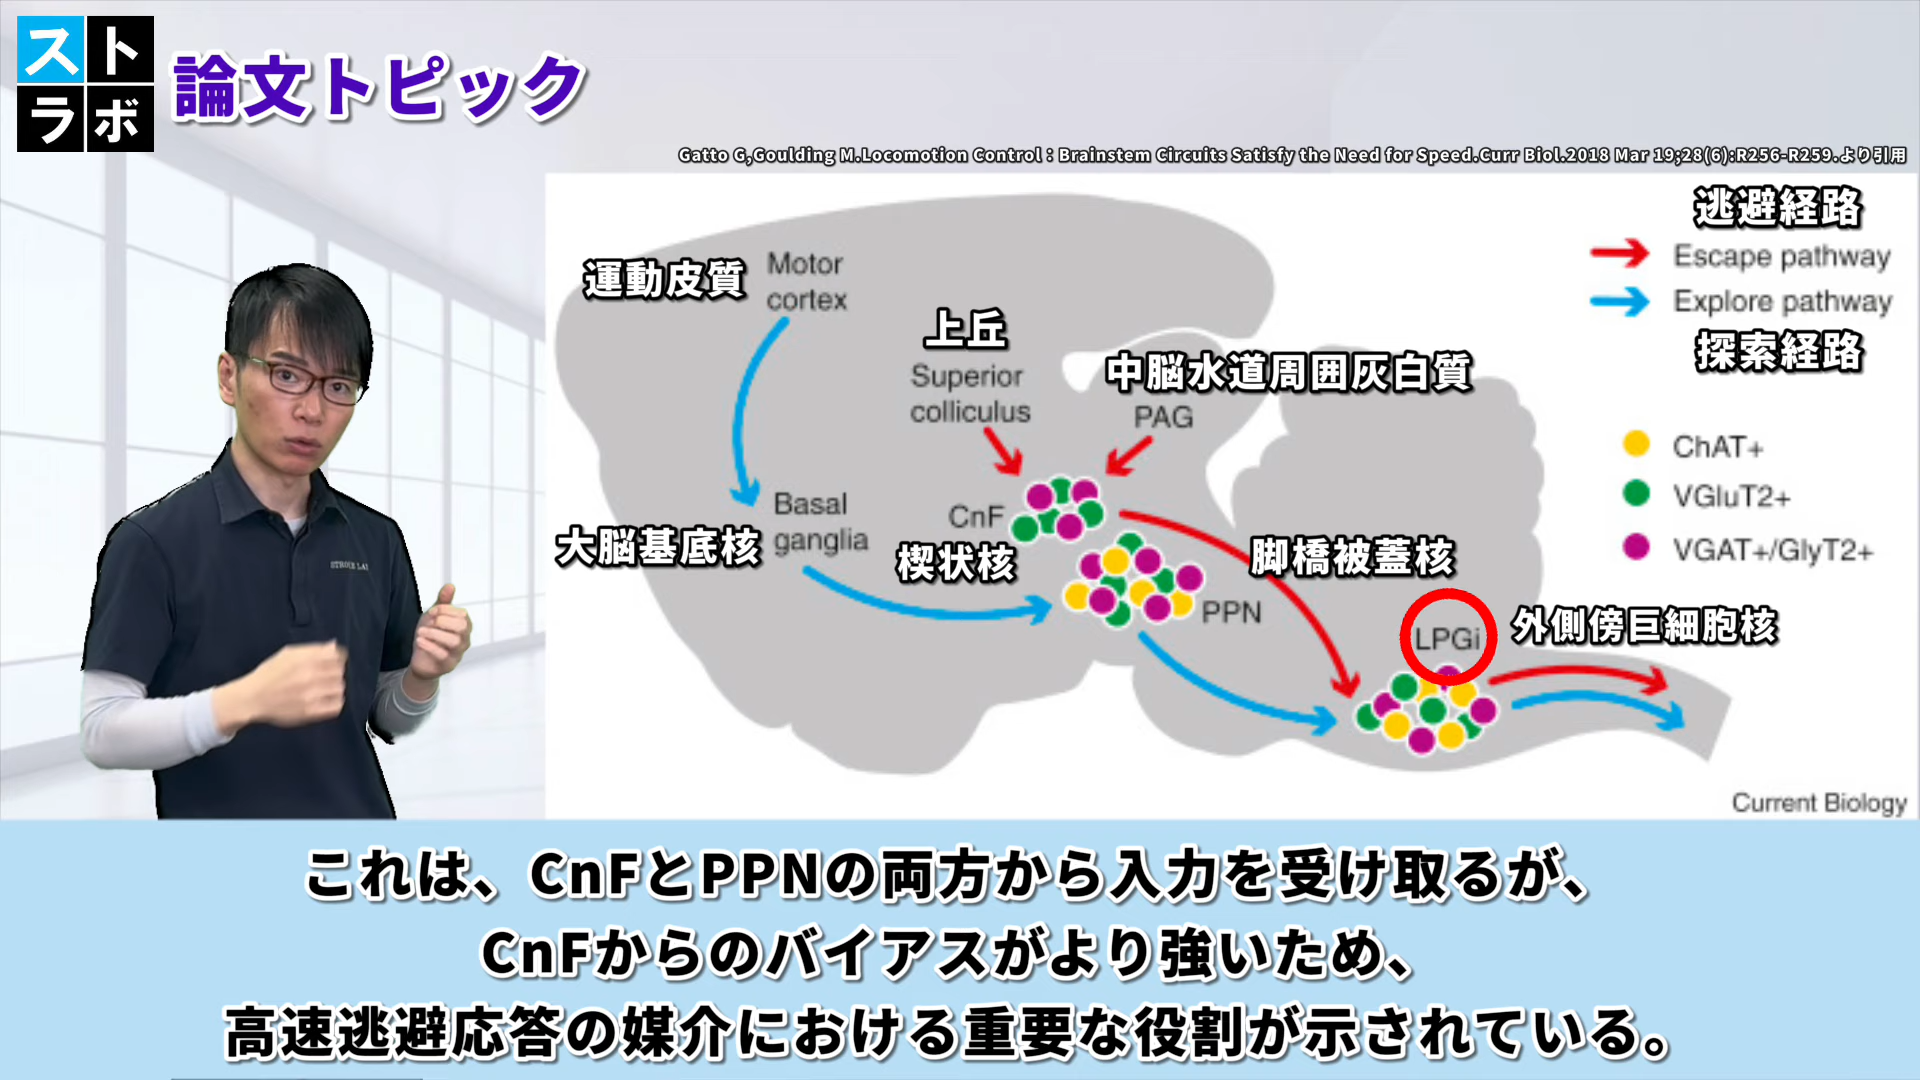 スト
ラボ
論文トピック
Gatto G,Goulding M.Locomotion Control：Brainstem Circuits Satisfy the Need for Speed.Curr Biol.2018 Mar 19;28(6):R256-R259.より引用
逃避経路
Escape pathway
Explore pathway
探索経路
運動皮質
Motor
cortex
上丘
Superior
colliculus
中脳水道周囲灰白質
PAG
ChAT+
VGluT2+
VGAT+/GlyT2+
Basal
ganglia
大脳基底核
CnF
楔状核
脚橋被蓋核
PPN
LPGi
外側傍巨細胞核
STROKE LAB
Current Biology
これは、CnFとPPNの両方から入力を受け取るが、
CnFからのバイアスがより強いため、
高速逃避応答の媒介における重要な役割が示されている。